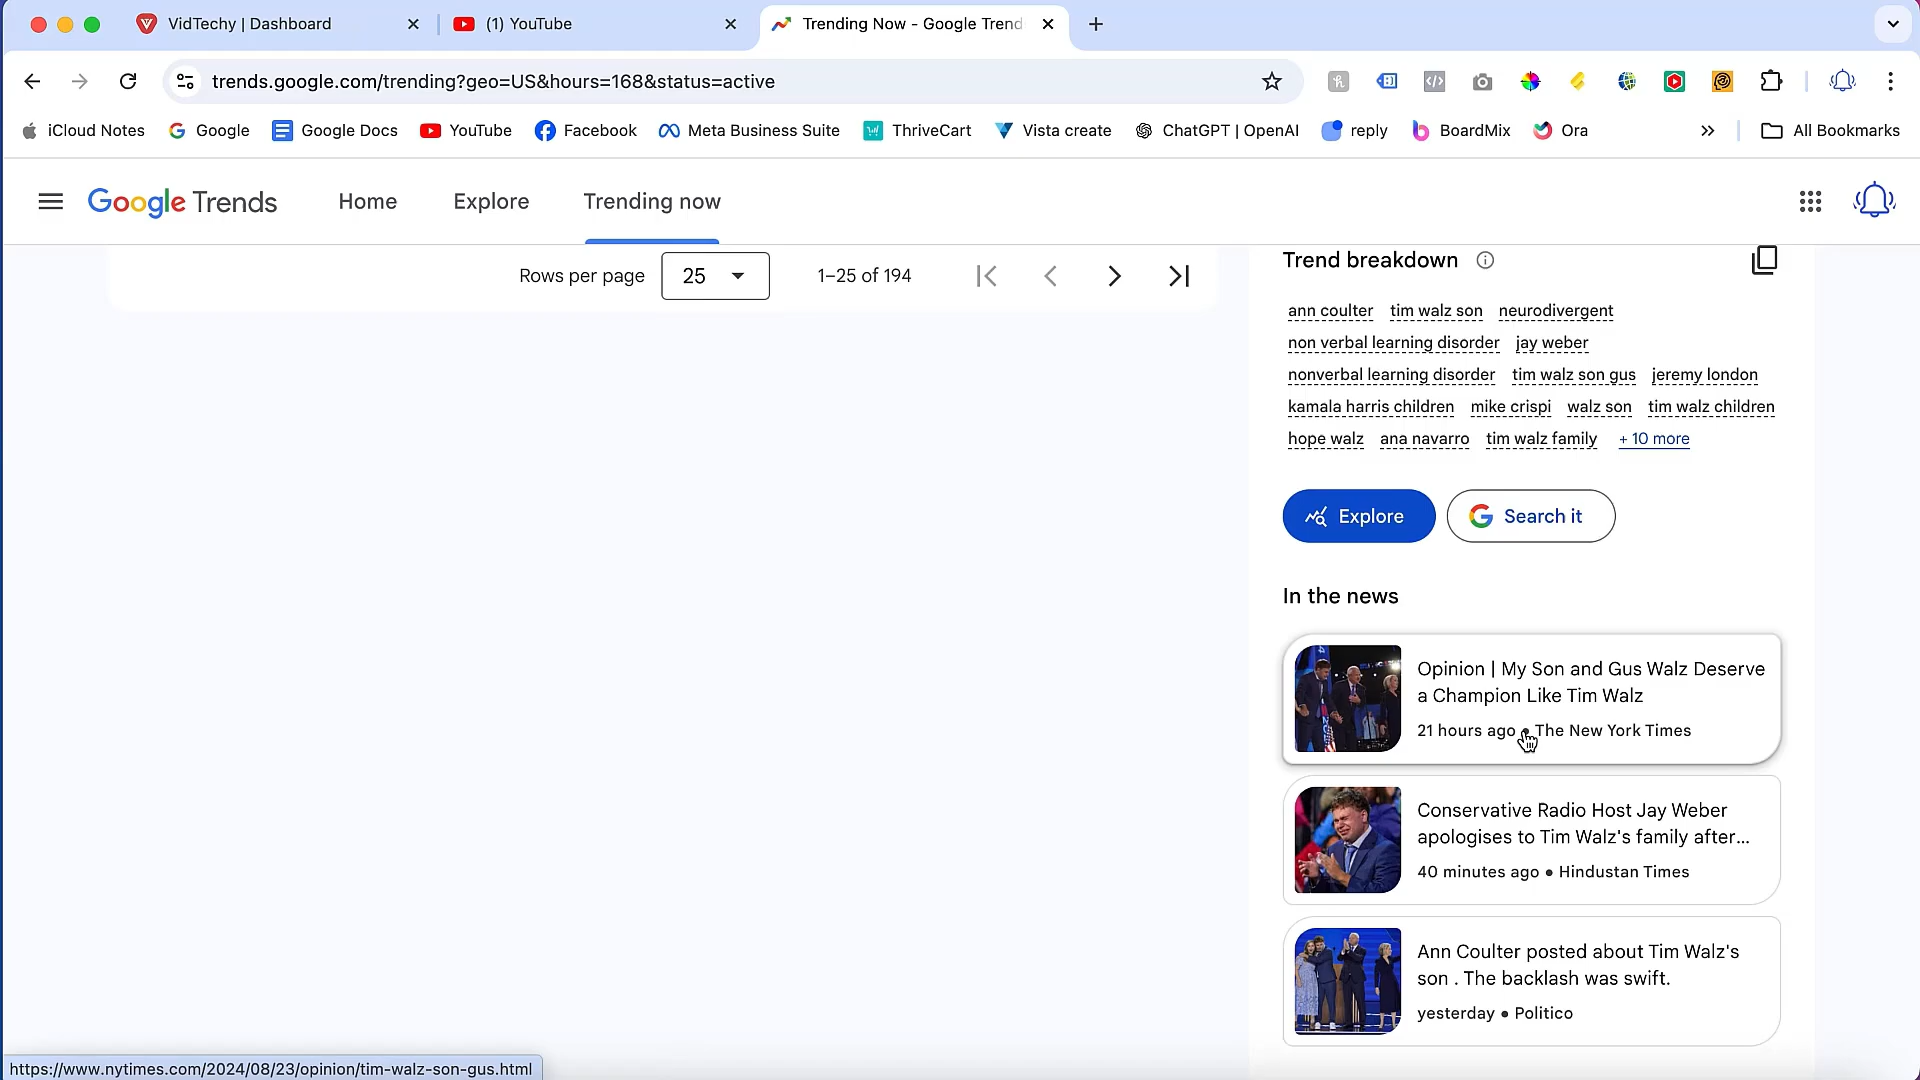 VidTechy | Dashboard
(1) YouTube
Trending Now - Google Trend
trends.google.com/trending?geo=US&hours=168&status=active
iCloud Notes
Google
Google Docs
YouTube
Facebook
Meta Business Suite
ThriveCart
Vista create
ChatGPT | OpenAI
reply
BoardMix
Ora
»
All Bookmarks
Google Trends
Home
Explore
Trending now
Rows per page
25
1–25 of 194
Trend breakdown
ann coulter tim walz son neurodivergent
non verbal learning disorder jay weber
nonverbal learning disorder tim walz son gus jeremy london
kamala harris children mike crispi walz son tim walz children
hope walz ana navarro tim walz family + 10 more
Explore
Search it
In the news
Opinion | My Son and Gus Walz Deserve
a Champion Like Tim Walz
21 hours ago • The New York Times
Conservative Radio Host Jay Weber
apologises to Tim Walz's family after...
40 minutes ago • Hindustan Times
Ann Coulter posted about Tim Walz's
son . The backlash was swift.
yesterday • Politico
https://www.nytimes.com/2024/08/23/opinion/tim-walz-son-gus.html